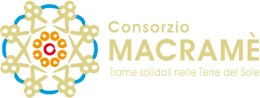 Consorzio
MACRAMÈ
Trame solidali nelle Terre del Sole